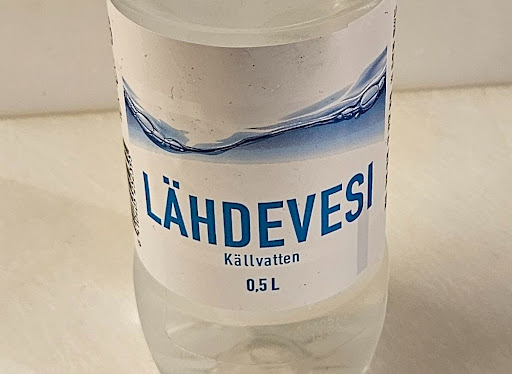 LÄHDEVESI
Källvatten
0,5 L